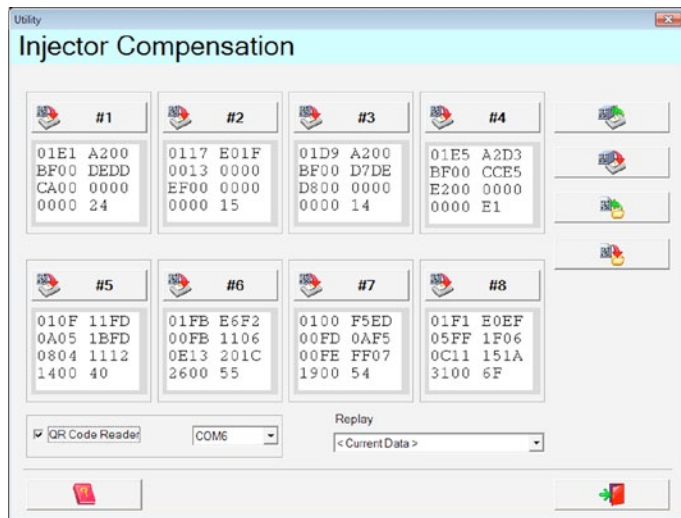 Utility
Injector Compensation
#1
01E1 A200
BF00 DEDD
CA00 0000
0000 24
#2
0117 E01F
0013 0000
EF00 0000
0000 15
#3
01D9 A200
BF00 D7DE
D800 0000
0000 14
#4
01E5 A2D3
BF00 CCE5
E200 0000
0000 E1
#5
010F 11FD
0A05 1BFD
0804 1112
1400 40
#6
01FB E6F2
00FB 1106
0E13 201C
2600 55
#7
0100 F5ED
00FD 0AF5
00FE FF07
1900 54
#8
01F1 E0EF
05FF 1F06
0C11 151A
3100 6F
QR Code Reader
COM6
Replay
< Current Data >